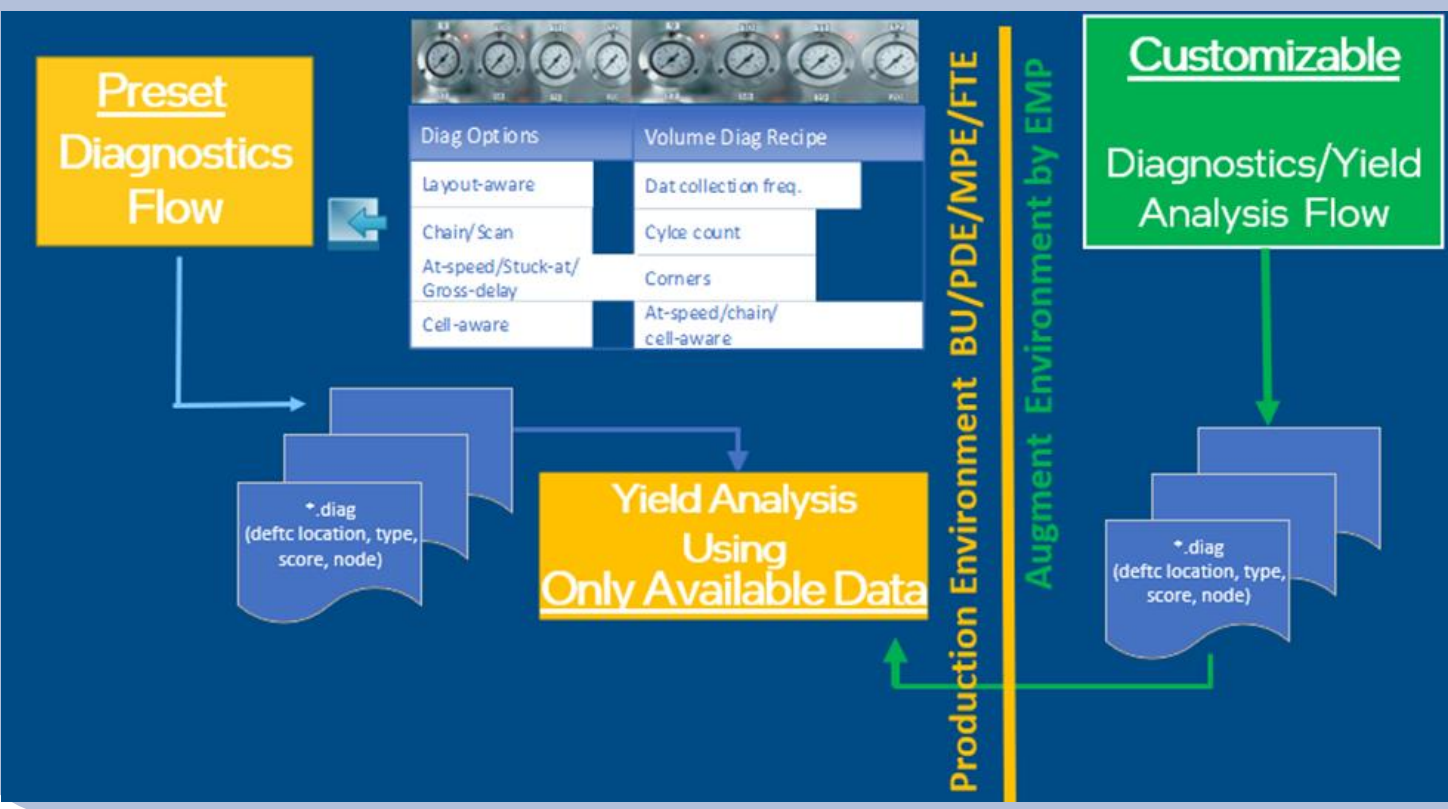 Preset
Diagnostics
Flow
Diag Options
Volume Diag Recipe
Layout-aware
Dat collection freq.
Chain/Scan
Cylce count
At-speed/Stuck-at/
Gross-delay
Corners
Cell-aware
At-speed/chain/
cell-aware
*.diag
(deftc location, type,
score, node)
Yield Analysis
Using
Only Available Data
Production Environment BU/PDE/MPE/FTE
Augment Environment by EMP
Customizable
Diagnostics/Yield
Analysis Flow
*.diag
(deftc location, type,
score, node)